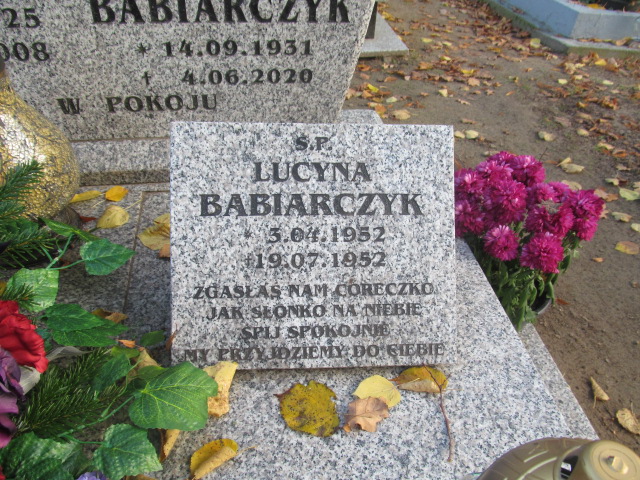 25 BABIARCZYK
008 * 14.09.1931
† 4.06.2020
W POKOJU
Ś.P.
LUCYNA
BABIARCZYK
* 3.04.1952
†19.07.1952
ZGASŁAŚ NAM CÓRECZKO
JAK SŁONKO NA NIEBIE
ŚPIJ SPOKOJNIE
MY PRZYJDZIEMY DO CIEBIE